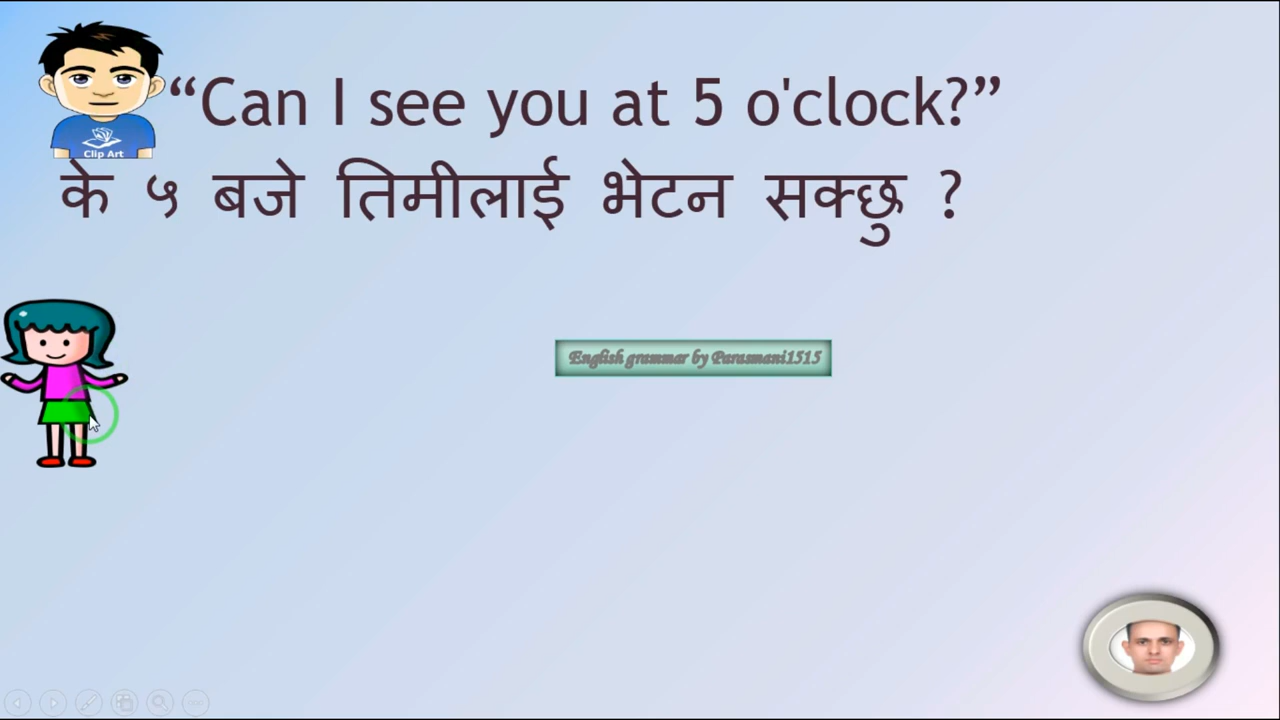 “Can I see you at 5 o'clock?”
Clip Art
के ५ बजे तिमीलाई भेटन सक्छु ?
English grammar by Parasmani1515